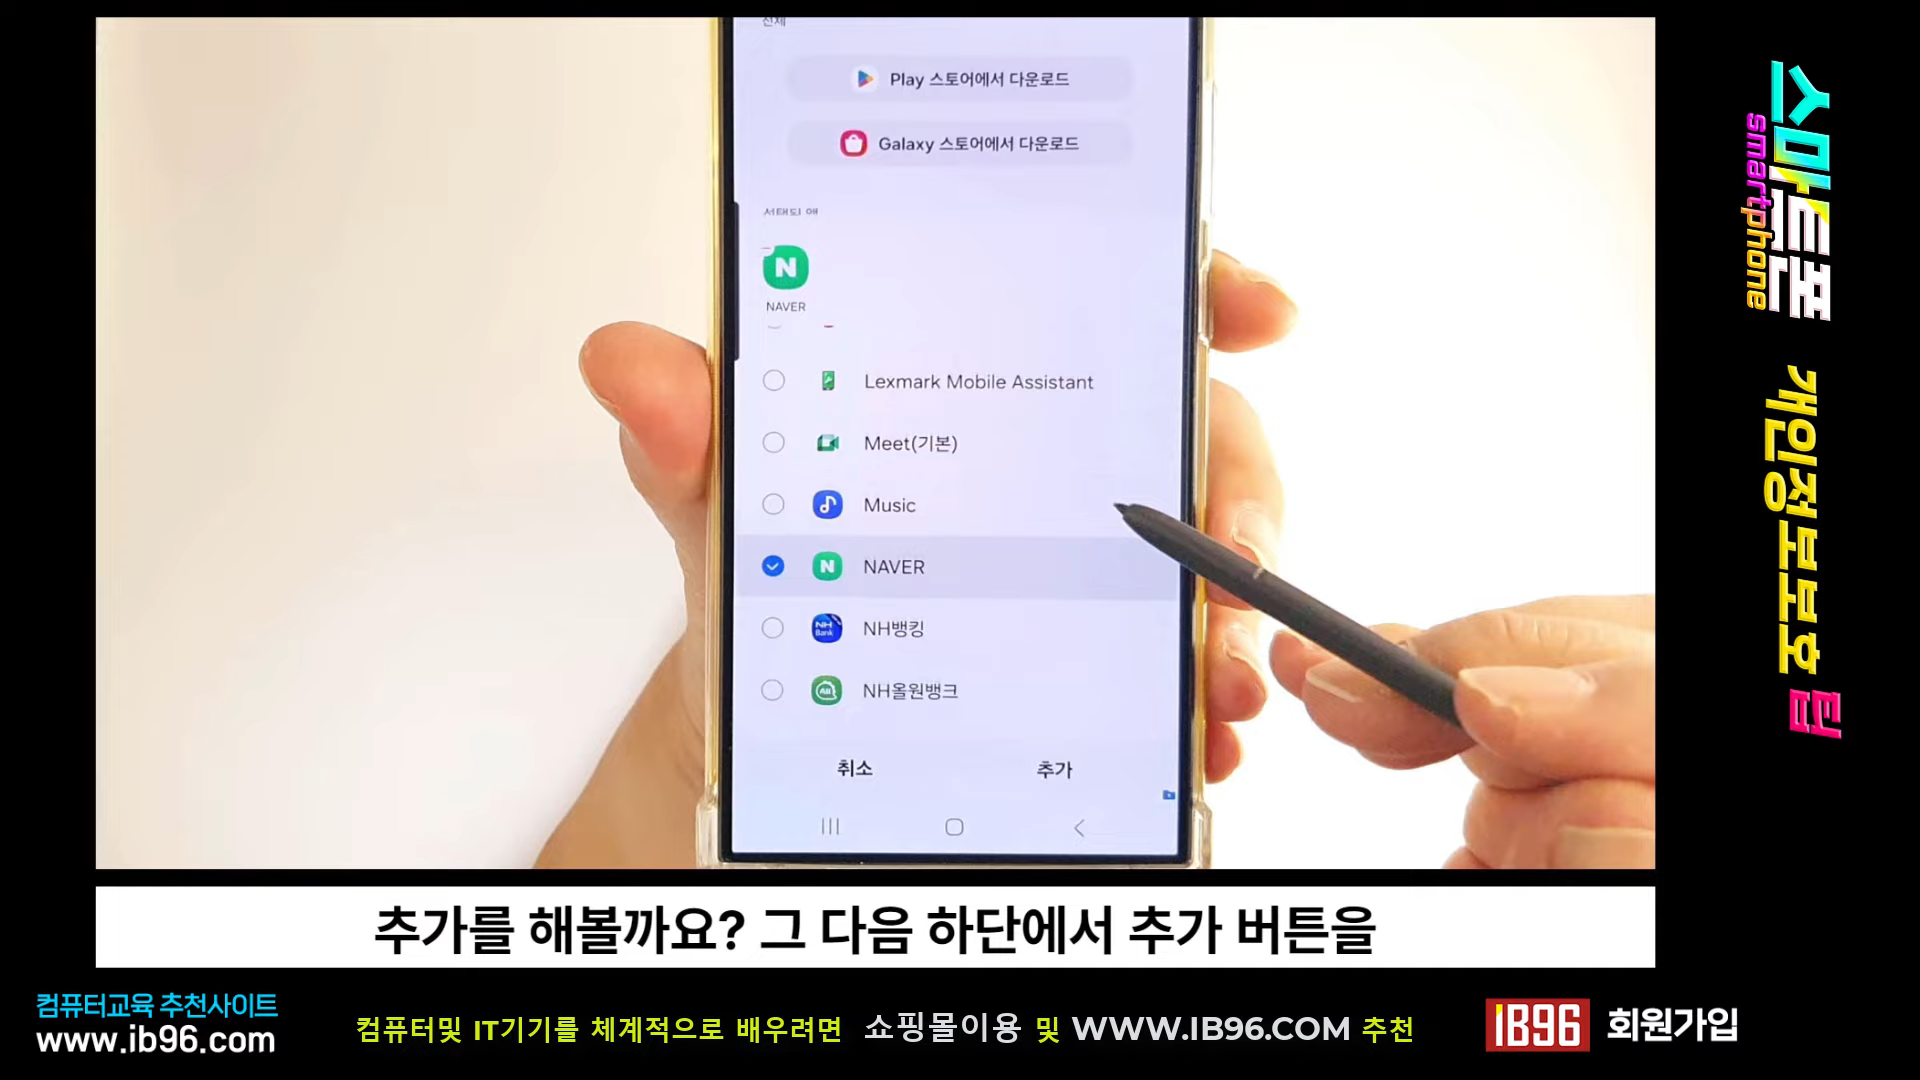 Play 스토어에서 다운로드
Galaxy 스토어에서 다운로드
NAVER
Lexmark Mobile Assistant
Meet(기본)
Music
NAVER
NH뱅킹
NH올원뱅크
취소
추가
스마트폰
smartphone
개인정보보호 팁
추가를 해볼까요? 그 다음 하단에서 추가 버튼을
컴퓨터교육 추천사이트
www.ib96.com
컴퓨터및 IT기기를 체계적으로 배우려면 쇼핑몰이용 및 WWW.IB96.COM 추천
IB96 회원가입